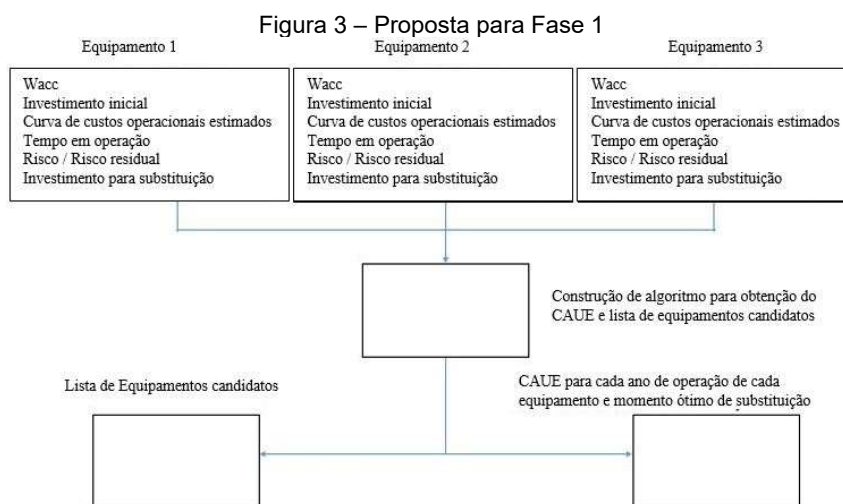 Figura 3 – Proposta para Fase 1
Equipamento 1
Equipamento 2
Equipamento 3
Wacc
Investimento inicial
Curva de custos operacionais estimados
Tempo em operação
Risco / Risco residual
Investimento para substituição
Wacc
Investimento inicial
Curva de custos operacionais estimados
Tempo em operação
Risco / Risco residual
Investimento para substituição
Wacc
Investimento inicial
Curva de custos operacionais estimados
Tempo em operação
Risco / Risco residual
Investimento para substituição
Construção de algoritmo para obtenção do
CAUE e lista de equipamentos candidatos
Lista de Equipamentos candidatos
CAUE para cada ano de operação de cada
equipamento e momento ótimo de substituição